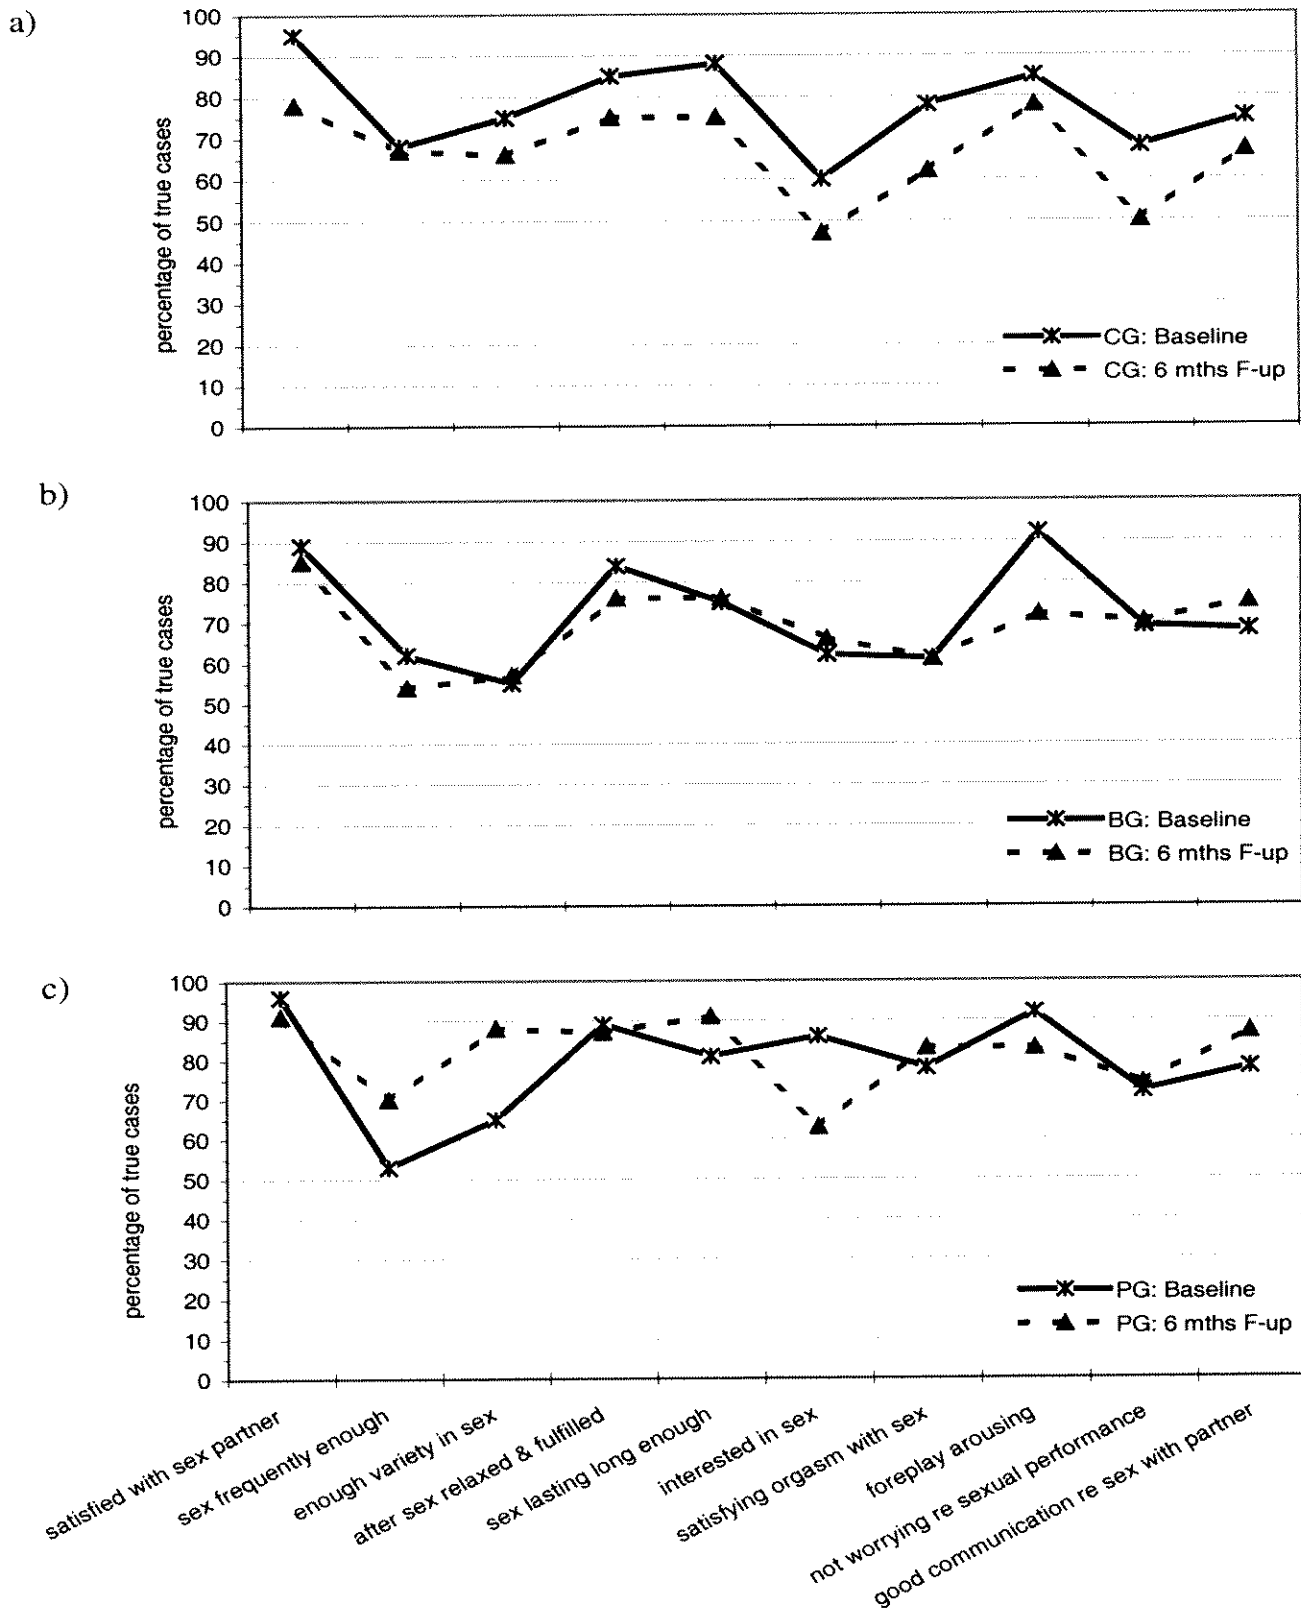 a)
percentage of true cases
100
90
80
70
60
50
40
30
20
10
0
CG: Baseline
CG: 6 mths F-up
b)
percentage of true cases
100
90
80
70
60
50
40
30
20
10
0
BG: Baseline
BG: 6 mths F-up
c)
percentage of true cases
100
90
80
70
60
50
40
30
20
10
0
PG: Baseline
PG: 6 mths F-up
satisfied with sex partner
sex frequently enough
enough variety in sex
after sex relaxed & fulfilled
sex lasting long enough
interested in sex
satisfying orgasm with sex
foreplay arousing
not worrying re sexual performance
good communication re sex with partner